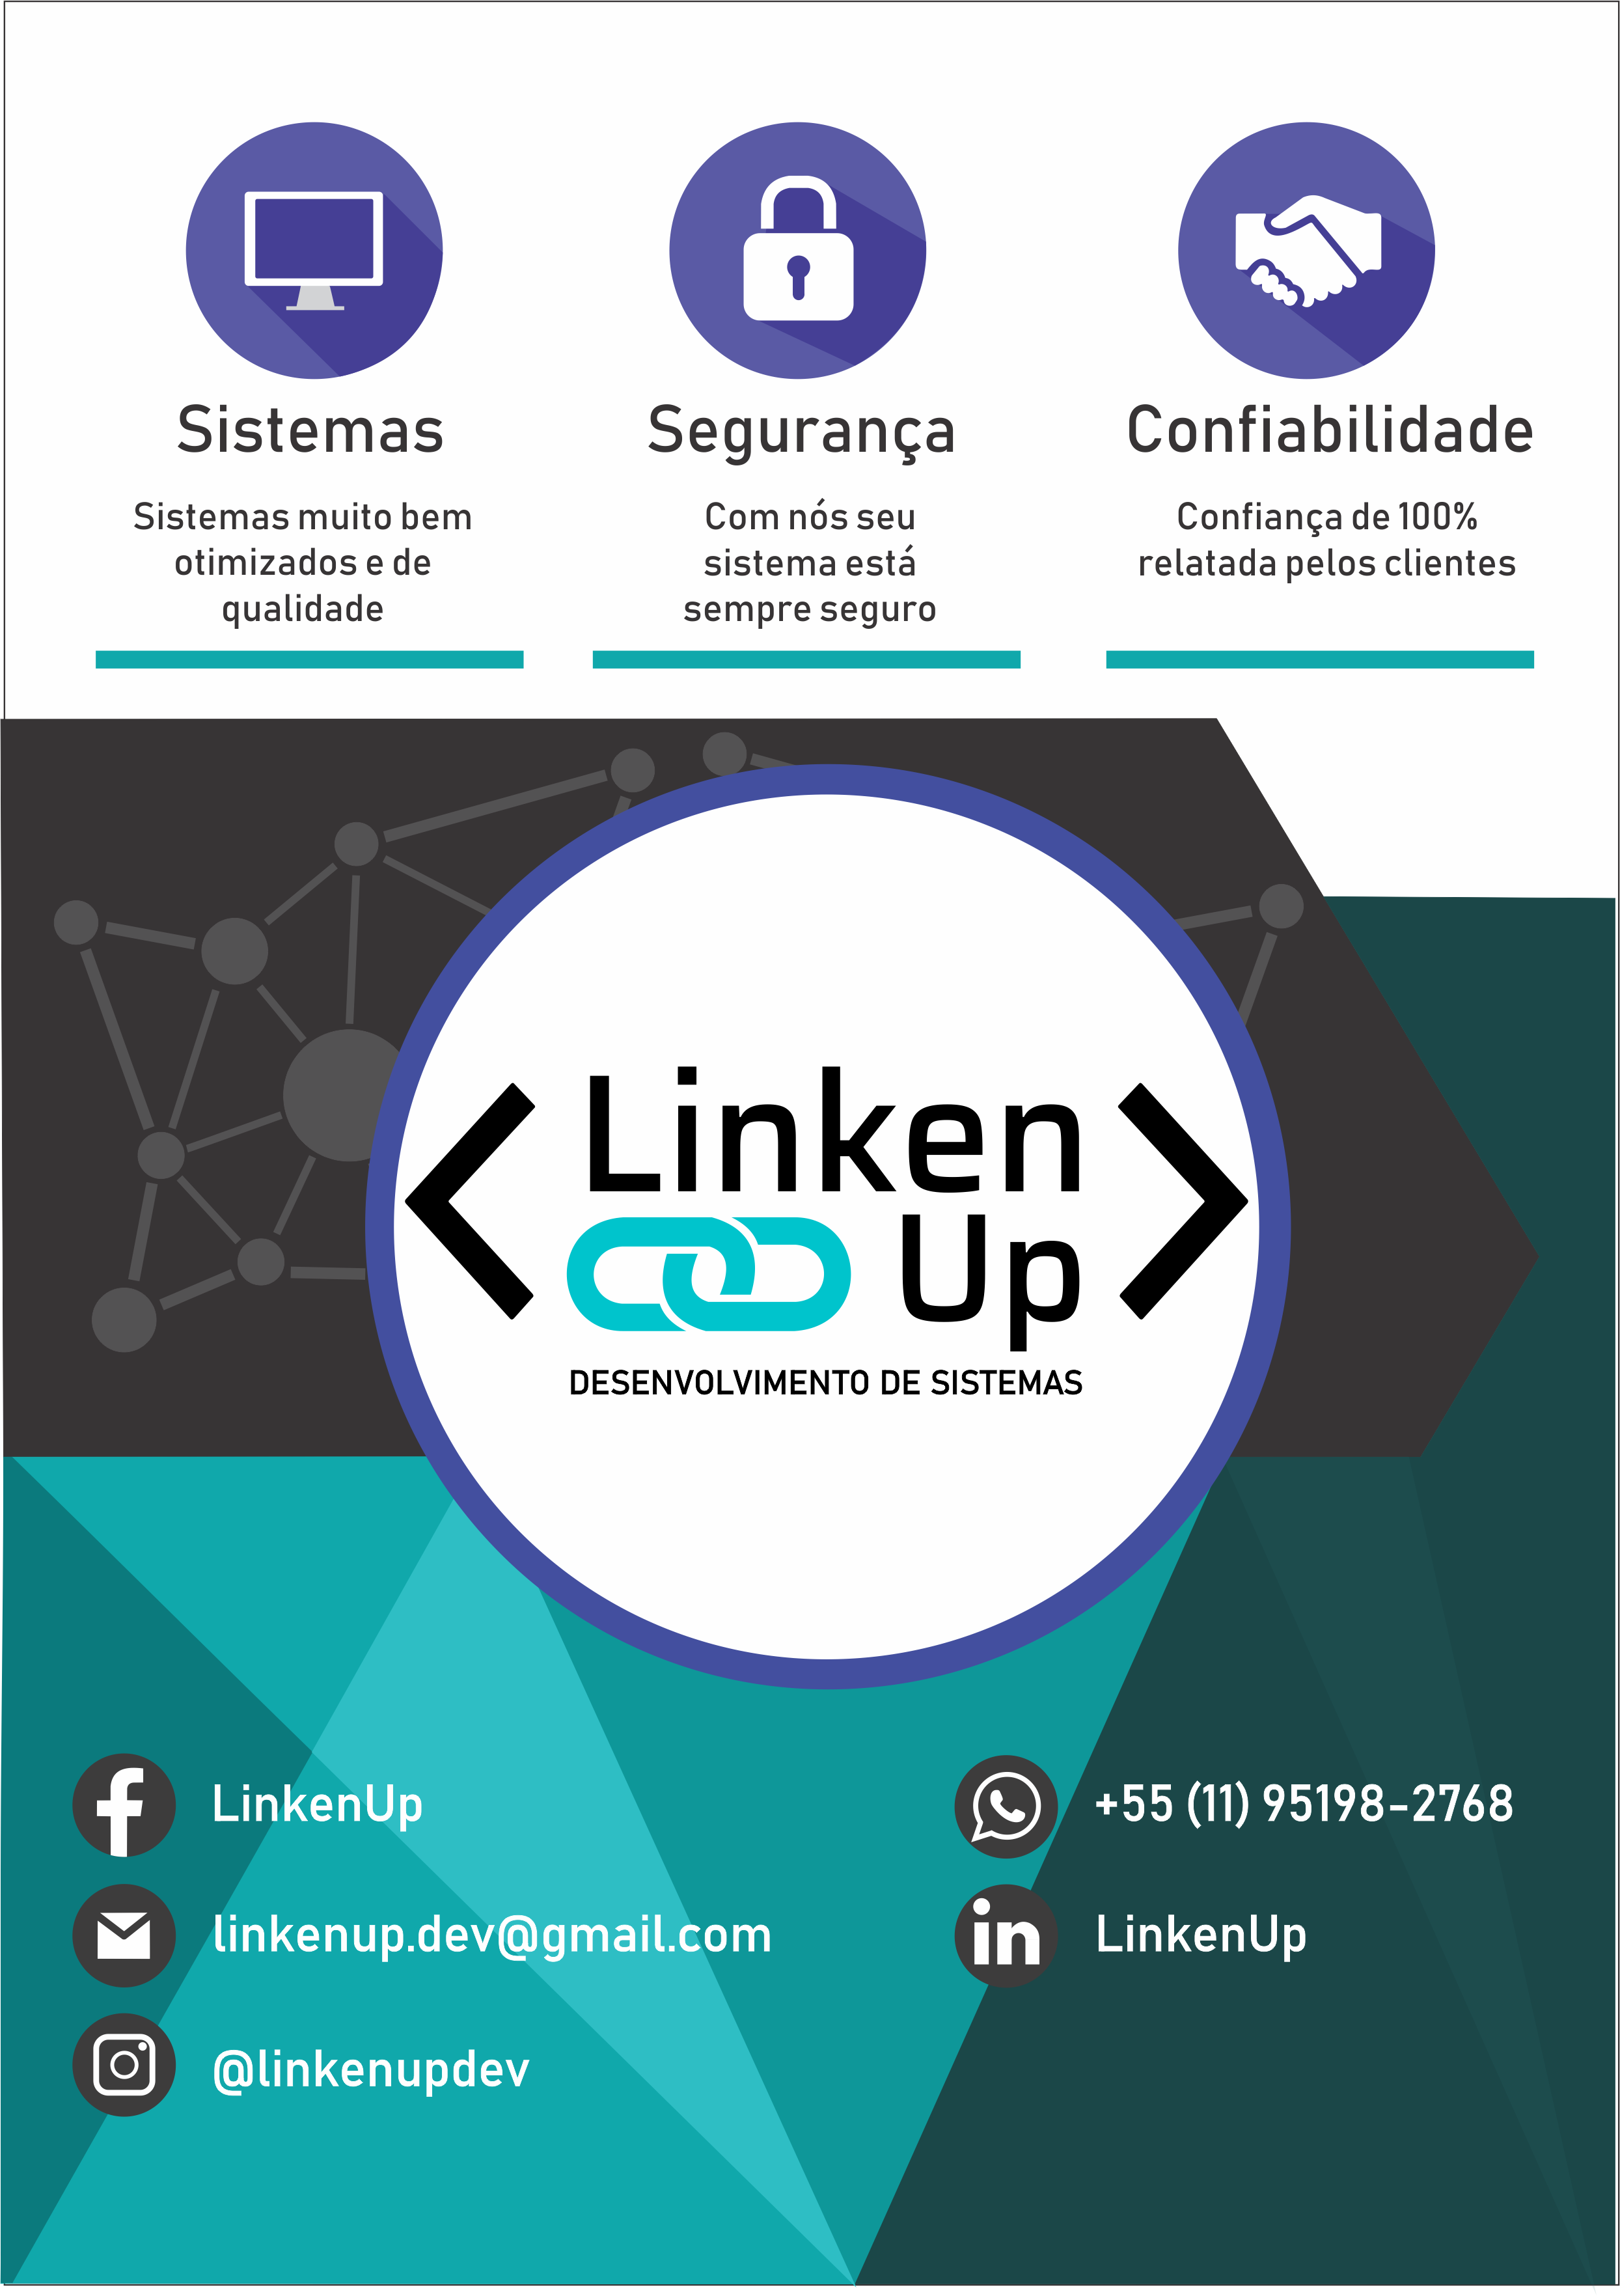 Sistemas
Sistemas muito bem
otimizados e de
qualidade
Segurança
Com nós seu
sistema está
sempre seguro
Confiabilidade
Confiança de 100%
relatada pelos clientes
Linken
Up
DESENVOLVIMENTO DE SISTEMAS
LinkenUp
linkenup.dev@gmail.com
@linkenupdev
+55 (11) 95198-2768
LinkenUp